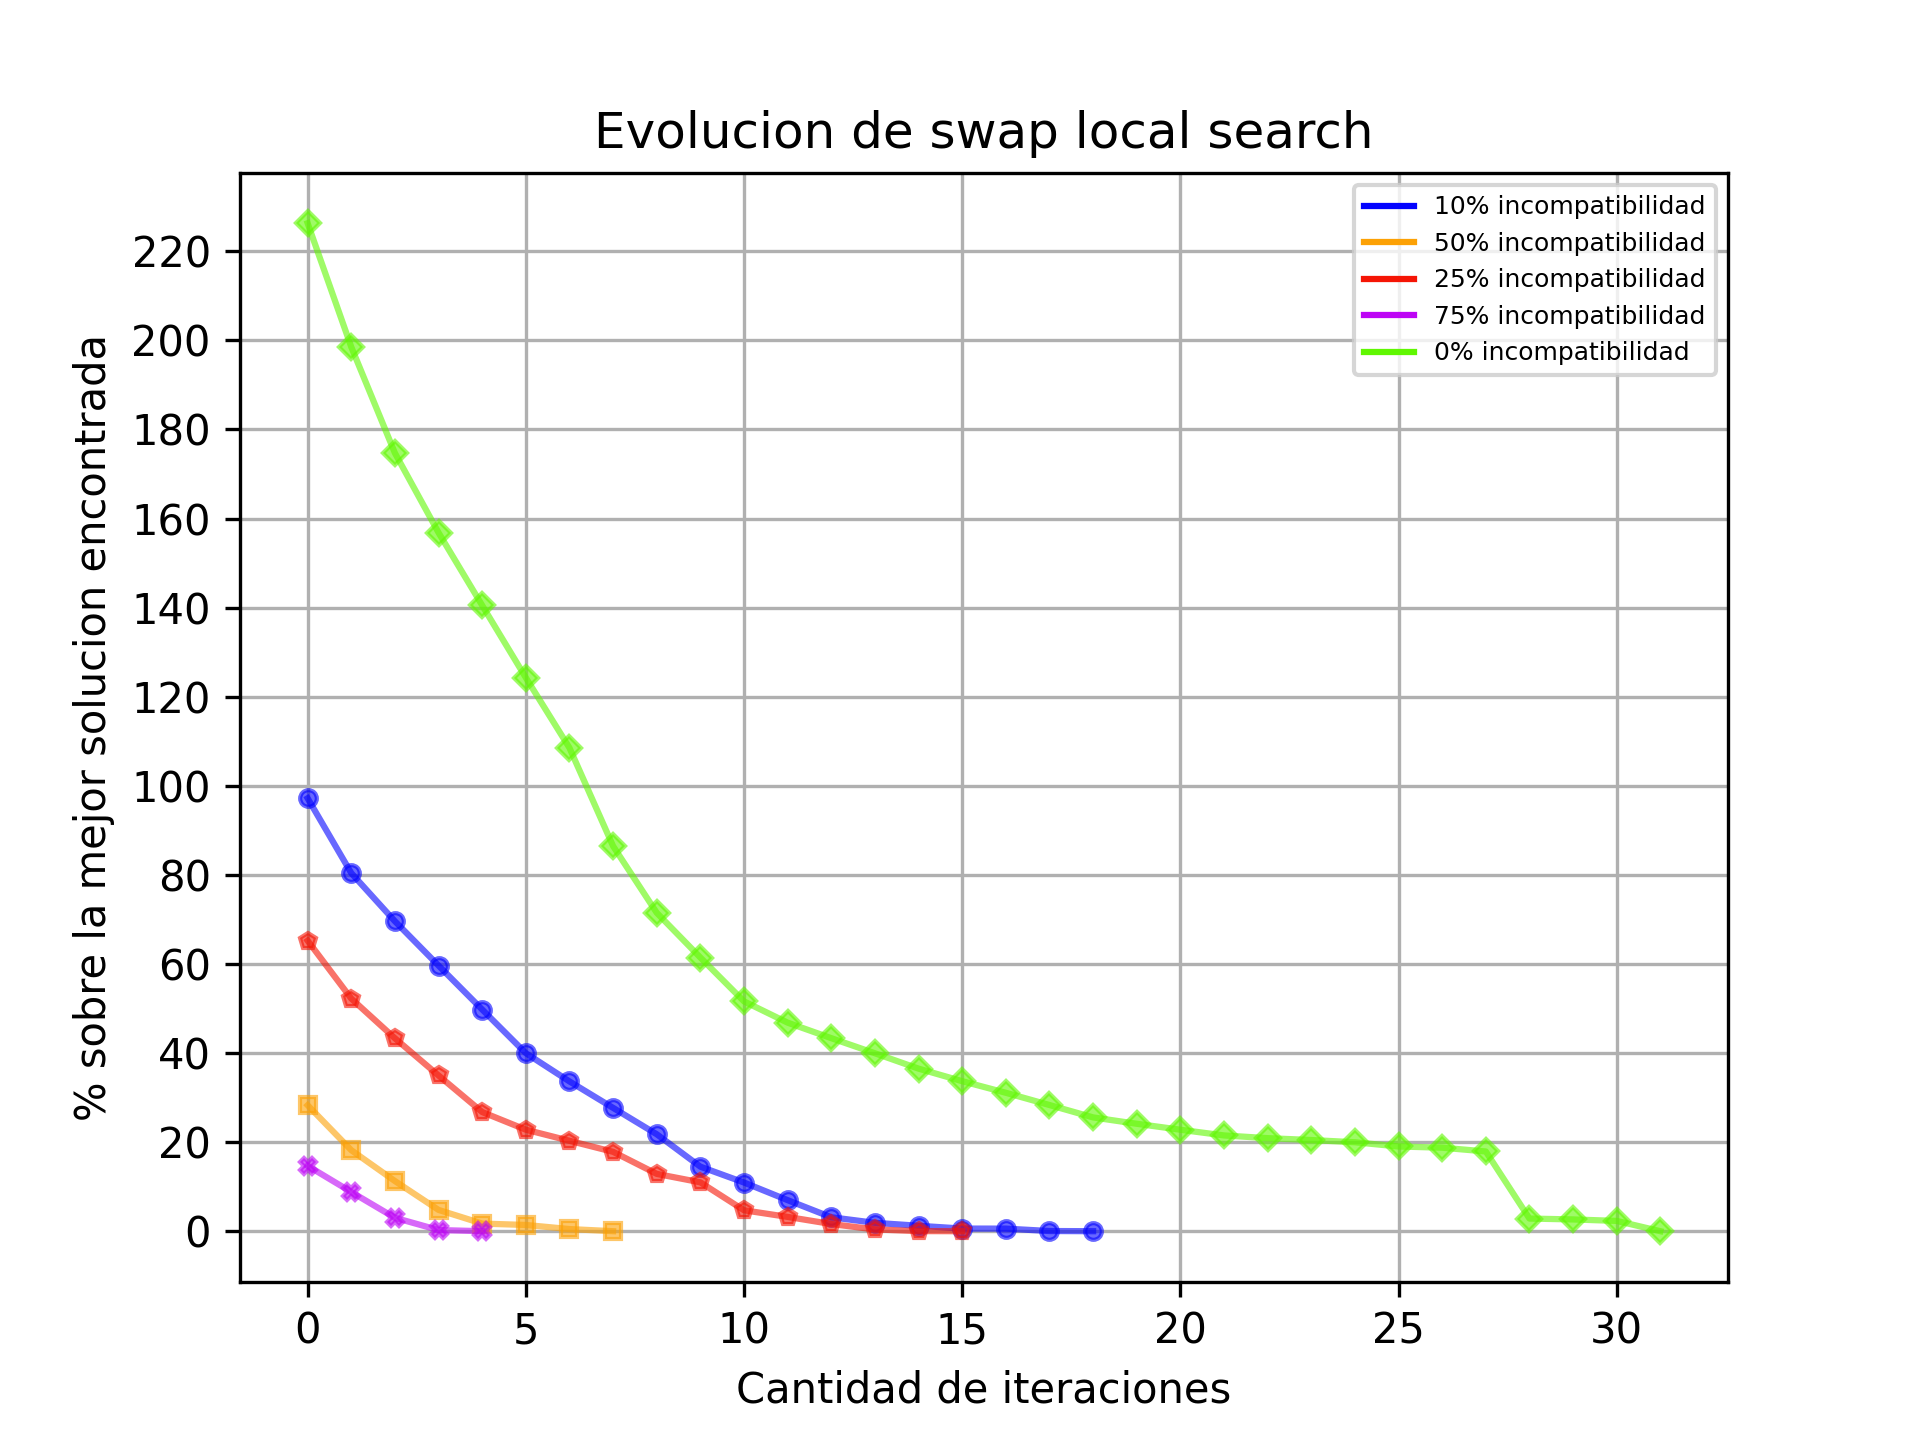 Evolucion de swap local search
% sobre la mejor solucion encontrada
220
200
180
160
140
120
100
80
60
40
20
0
10% incompatibilidad
50% incompatibilidad
25% incompatibilidad
75% incompatibilidad
0% incompatibilidad
0 5 10 15 20 25 30
Cantidad de iteraciones